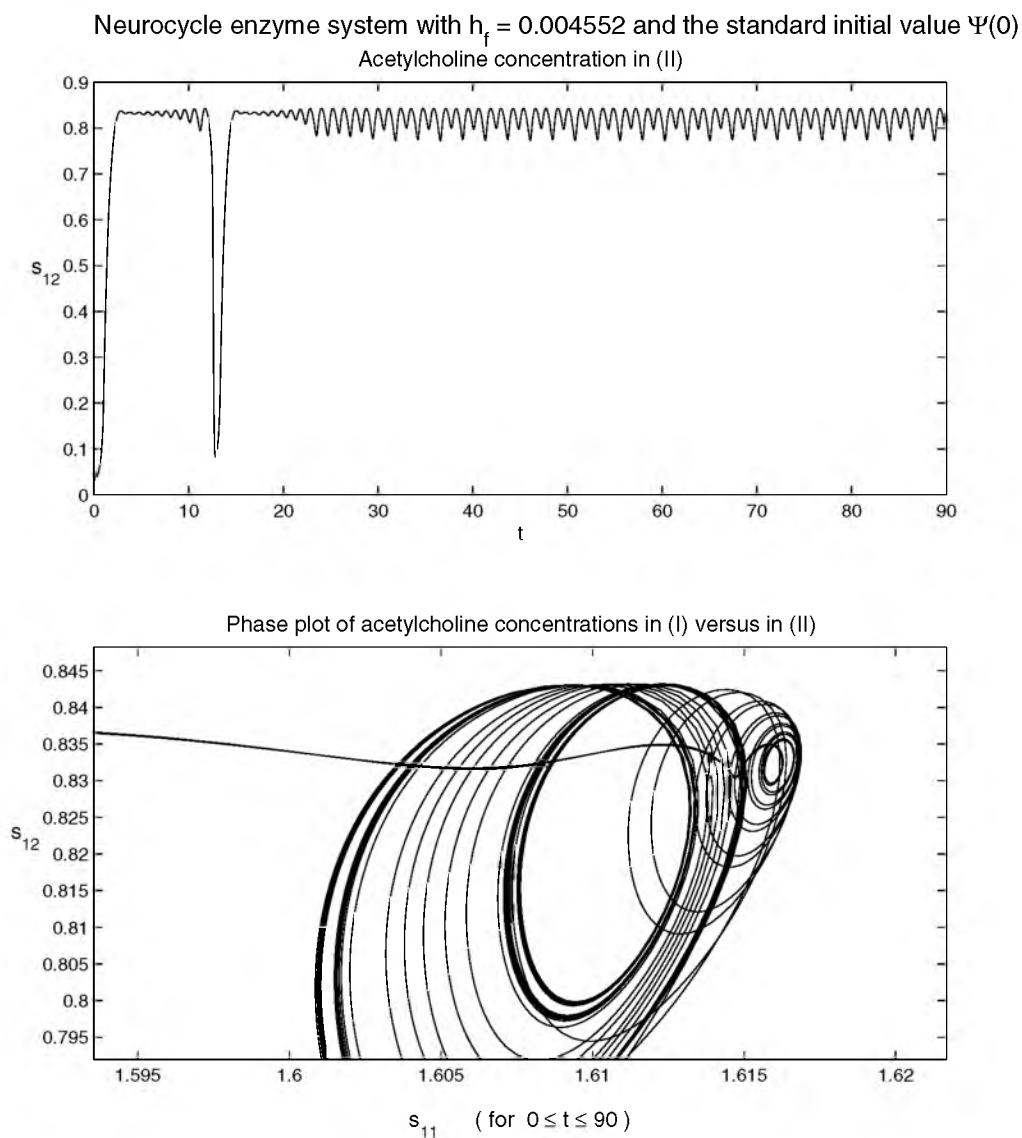 Neurocycle enzyme system with h_f = 0.004552 and the standard initial value Ψ(0)
Acetylcholine concentration in (II)
0.9
0.8
0.7
0.6
0.5
s_12
0.4
0.3
0.2
0.1
0
0 10 20 30 40 50 60 70 80 90
t
Phase plot of acetylcholine concentrations in (I) versus in (II)
0.845
0.84
0.835
0.83
0.825
s_12
0.82
0.815
0.81
0.805
0.8
0.795
1.595 1.6 1.605 1.61 1.615 1.62
s_11 ( for 0 ≤ t ≤ 90 )